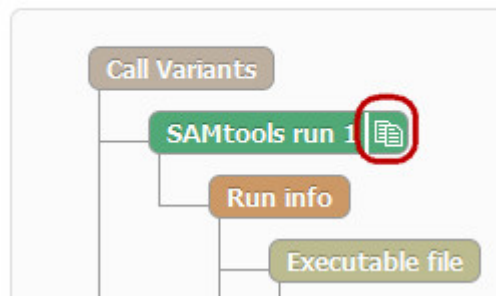 Call Variants
SAMtools run 1
Run info
Executable file